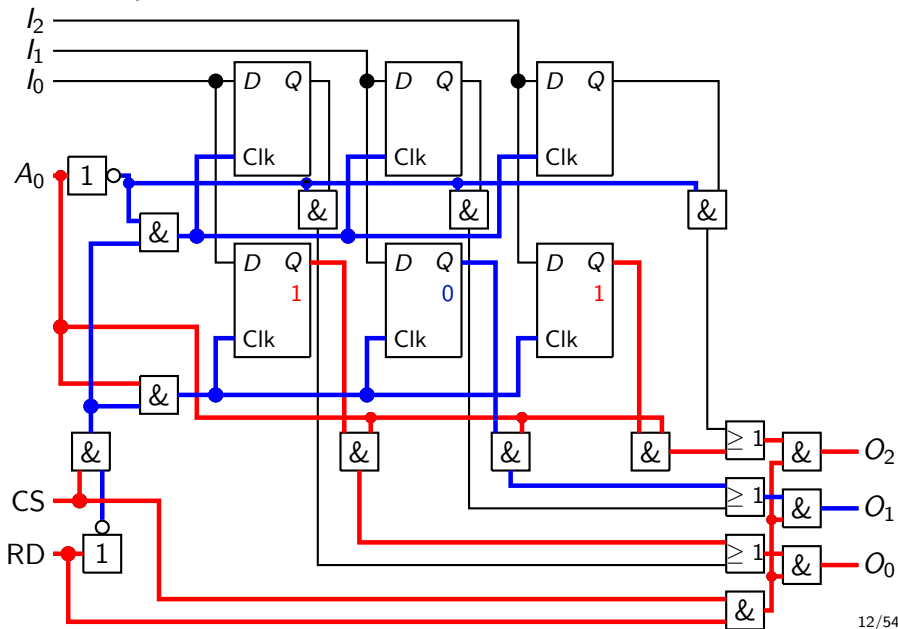 I₂
I₁
I₀
D Q D Q D Q
Clk Clk Clk
A₀ 1
& & &
&
D Q D Q D Q
1 0 1
Clk Clk Clk
&
≥ 1
& & & & & O₂
CS ≥ 1 & O₁
RD 1 ≥ 1 & O₀
&
12/54